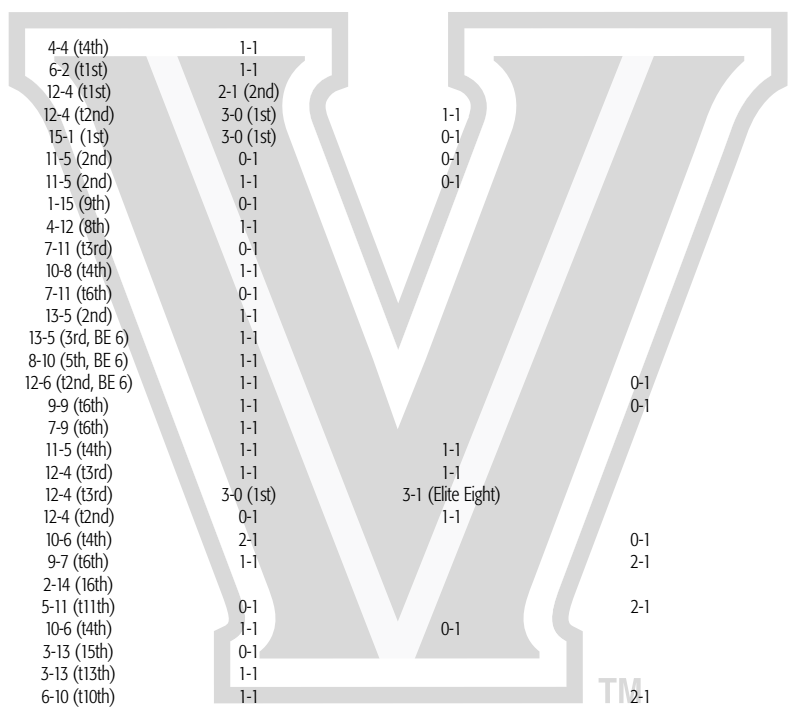 4-4 (t4th) 1-1
6-2 (t1st) 1-1
12-4 (t1st) 2-1 (2nd)
12-4 (t2nd) 3-0 (1st) 1-1
15-1 (1st) 3-0 (1st) 0-1
11-5 (2nd) 0-1 0-1
11-5 (2nd) 1-1 0-1
1-15 (9th) 0-1
4-12 (8th) 1-1
7-11 (t3rd) 0-1
10-8 (t4th) 1-1
7-11 (t6th) 0-1
13-5 (2nd) 1-1
13-5 (3rd, BE 6) 1-1
8-10 (5th, BE 6) 1-1
12-6 (t2nd, BE 6) 1-1 0-1
9-9 (t6th) 1-1 0-1
7-9 (t6th) 1-1
11-5 (t4th) 1-1 1-1
12-4 (t3rd) 1-1 1-1
12-4 (t3rd) 3-0 (1st) 3-1 (Elite Eight)
12-4 (t2nd) 0-1 1-1
10-6 (t4th) 2-1 0-1
9-7 (t6th) 1-1 2-1
2-14 (16th)
5-11 (t11th) 0-1 2-1
10-6 (t4th) 1-1 0-1
3-13 (15th) 0-1
3-13 (t13th) 1-1
6-10 (t10th) 1-1 2-1
TM